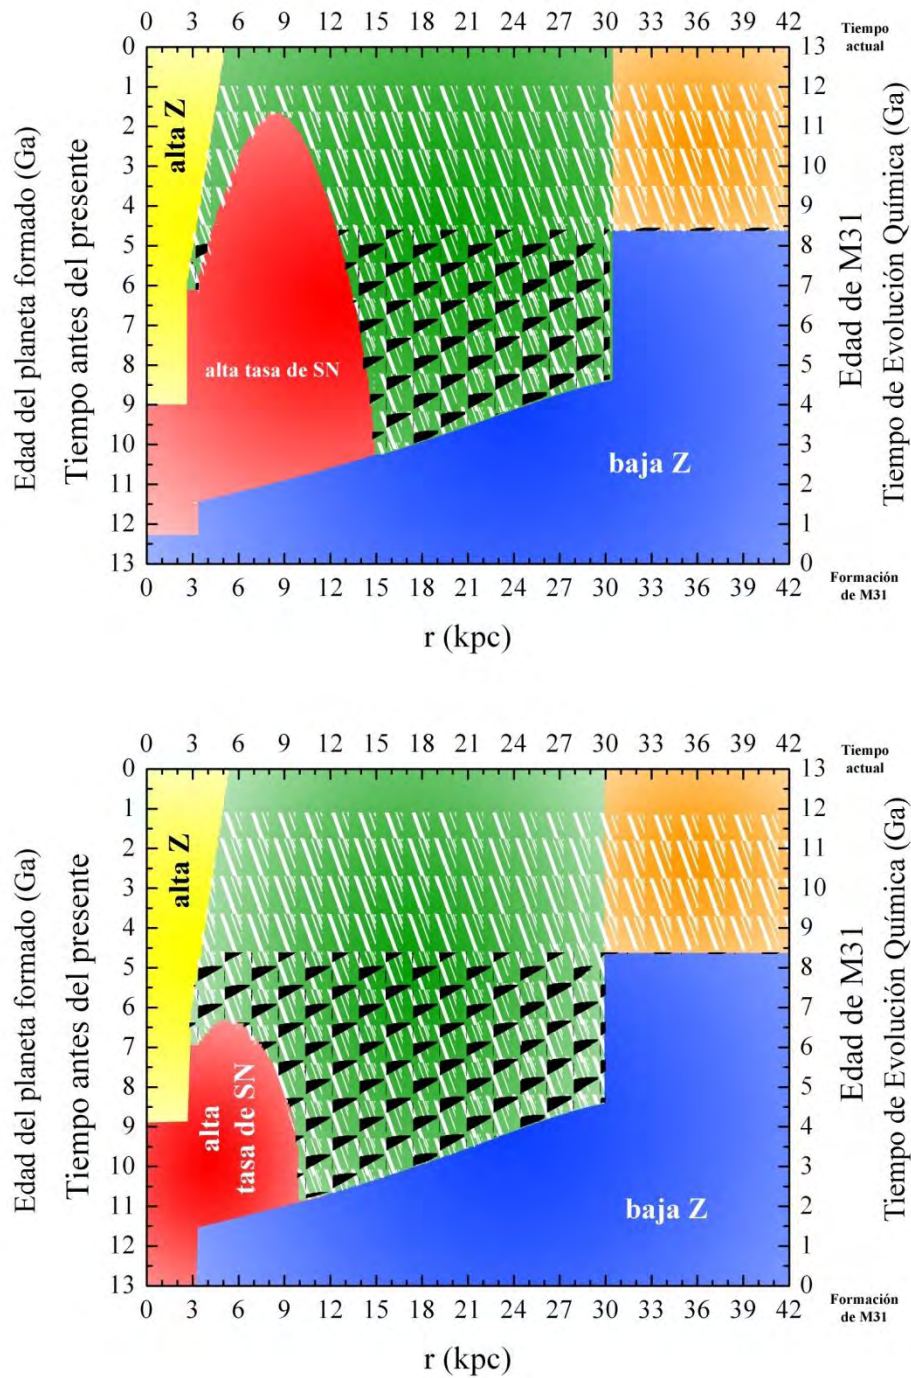 0 3 6 9 12 15 18 21 24 27 30 33 36 39 42
Tiempo
actual
Edad del planeta formado (Ga)
Tiempo antes del presente
0
1
2
3
4
5
6
7
8
9
10
11
12
13
alta Z
alta tasa de SN
baja Z
13
12
11
10
9
8
7
6
5
4
3
2
1
0
Edad de M31
Tiempo de Evolución Química (Ga)
0 3 6 9 12 15 18 21 24 27 30 33 36 39 42
Formación
de M31
r (kpc)
0 3 6 9 12 15 18 21 24 27 30 33 36 39 42
Tiempo
actual
Edad del planeta formado (Ga)
Tiempo antes del presente
0
1
2
3
4
5
6
7
8
9
10
11
12
13
alta Z
alta
tasa de SN
baja Z
13
12
11
10
9
8
7
6
5
4
3
2
1
0
Edad de M31
Tiempo de Evolución Química (Ga)
0 3 6 9 12 15 18 21 24 27 30 33 36 39 42
Formación
de M31
r (kpc)